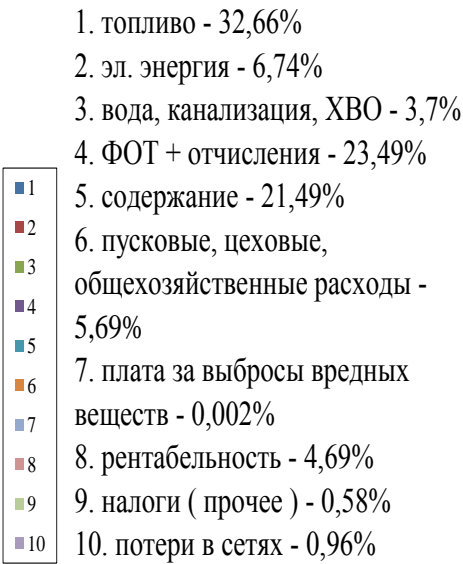 1. топливо - 32,66%
2. эл. энергия - 6,74%
3. вода, канализация, ХВО - 3,7%
4. ФОТ + отчисления - 23,49%
5. содержание - 21,49%
6. пусковые, цеховые,
общехозяйственные расходы -
5,69%
7. плата за выбросы вредных
веществ - 0,002%
8. рентабельность - 4,69%
9. налоги ( прочее ) - 0,58%
10. потери в сетях - 0,96%
1
2
3
4
5
6
7
8
9
10